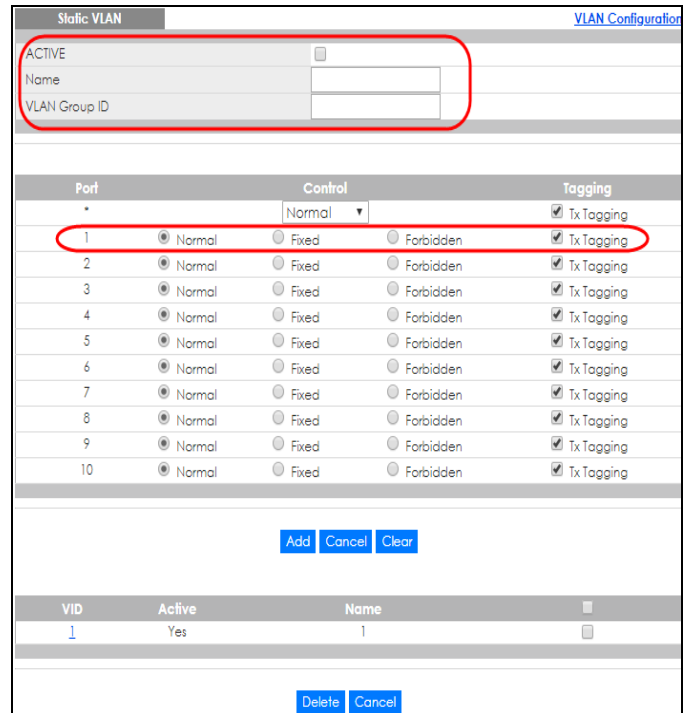 Static VLAN VLAN Configuration
ACTIVE
Name
VLAN Group ID
Port Control Tagging
* Normal Tx Tagging
1 Normal Fixed Forbidden Tx Tagging
2 Normal Fixed Forbidden Tx Tagging
3 Normal Fixed Forbidden Tx Tagging
4 Normal Fixed Forbidden Tx Tagging
5 Normal Fixed Forbidden Tx Tagging
6 Normal Fixed Forbidden Tx Tagging
7 Normal Fixed Forbidden Tx Tagging
8 Normal Fixed Forbidden Tx Tagging
9 Normal Fixed Forbidden Tx Tagging
10 Normal Fixed Forbidden Tx Tagging
Add Cancel Clear
VID Active Name
1 Yes 1
Delete Cancel